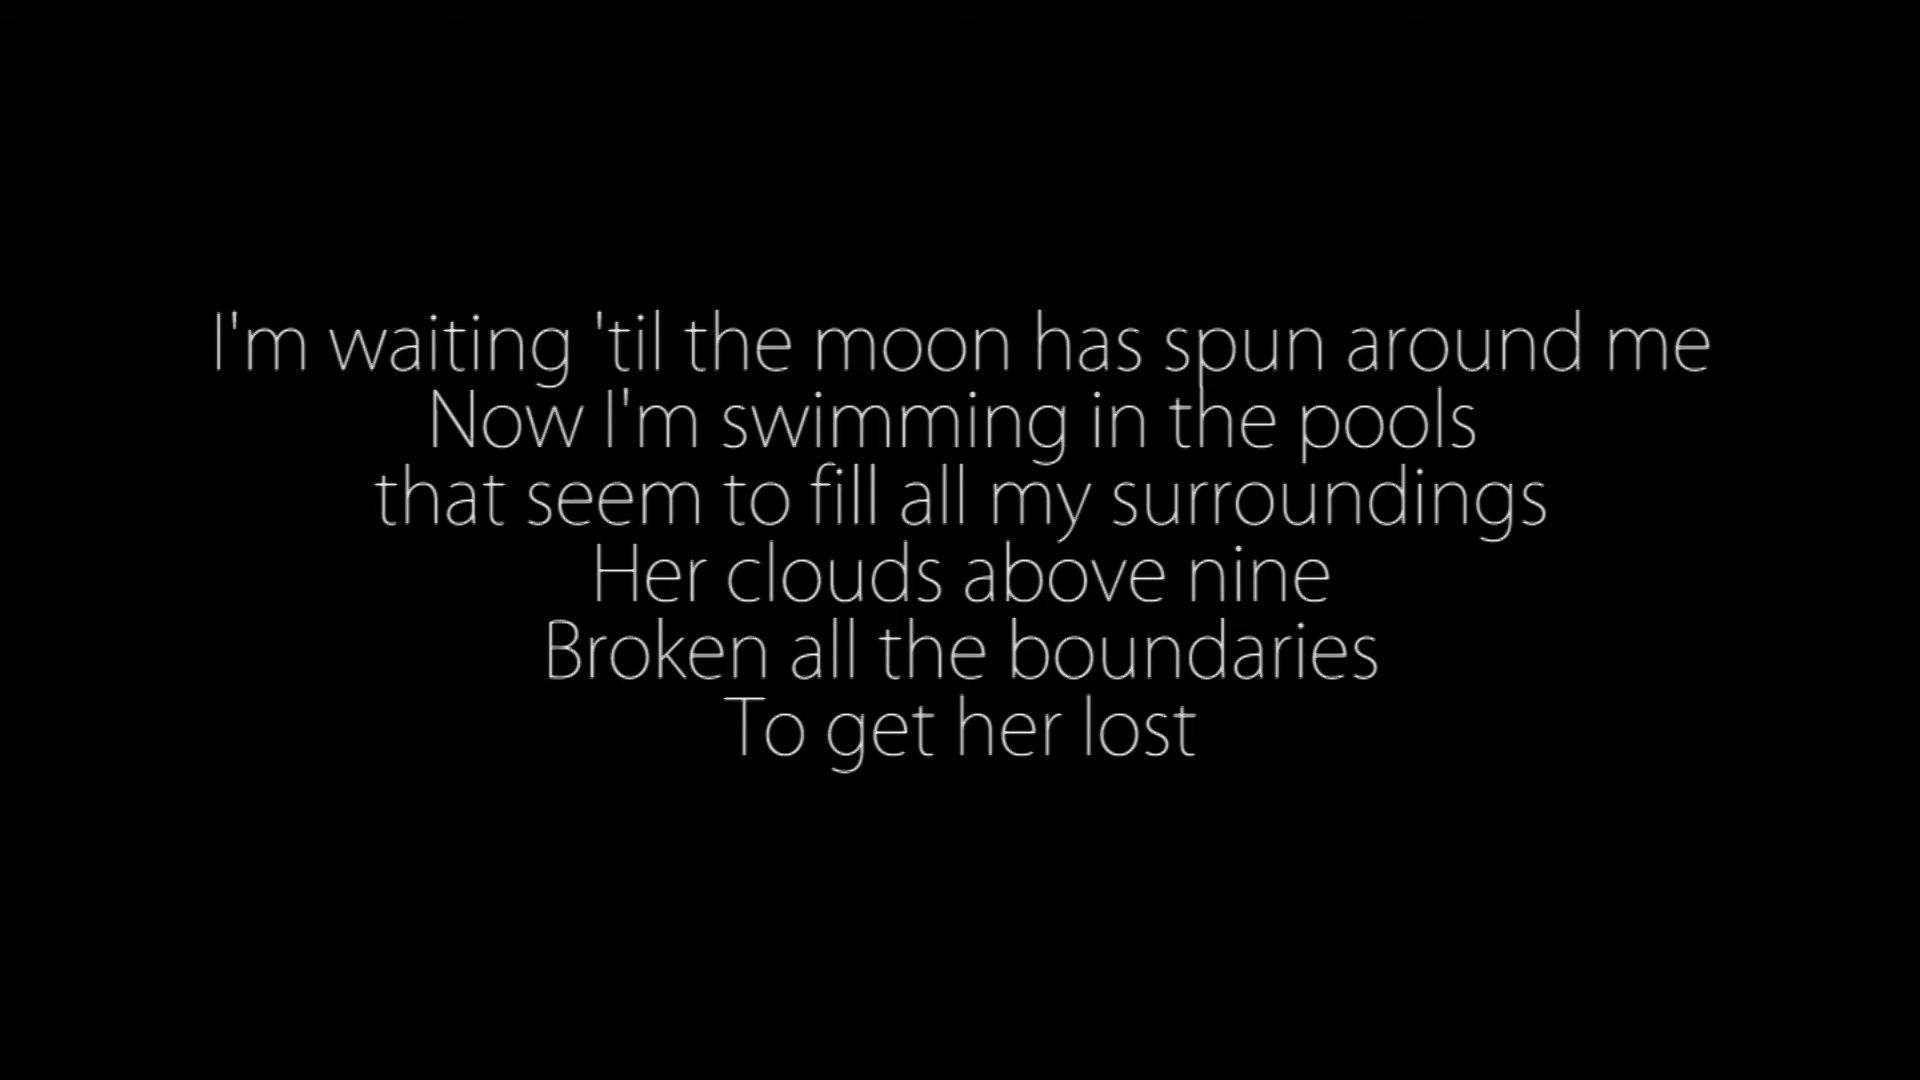 I'm waiting 'til the moon has spun around me
Now I'm swimming in the pools
that seem to fill all my surroundings
Her clouds above nine
Broken all the boundaries
To get her lost